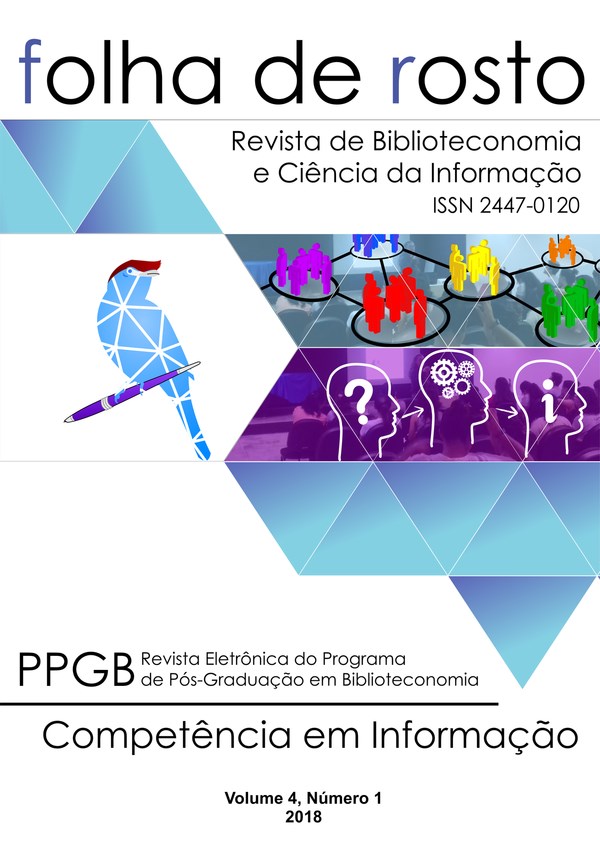 folha de rosto
Revista de Biblioteconomia
e Ciência da Informação
ISSN 2447-0120
?
i
PPGB
Revista Eletrônica do Programa
de Pós-Graduação em Biblioteconomia
Competência em Informação
Volume 4, Número 1
2018